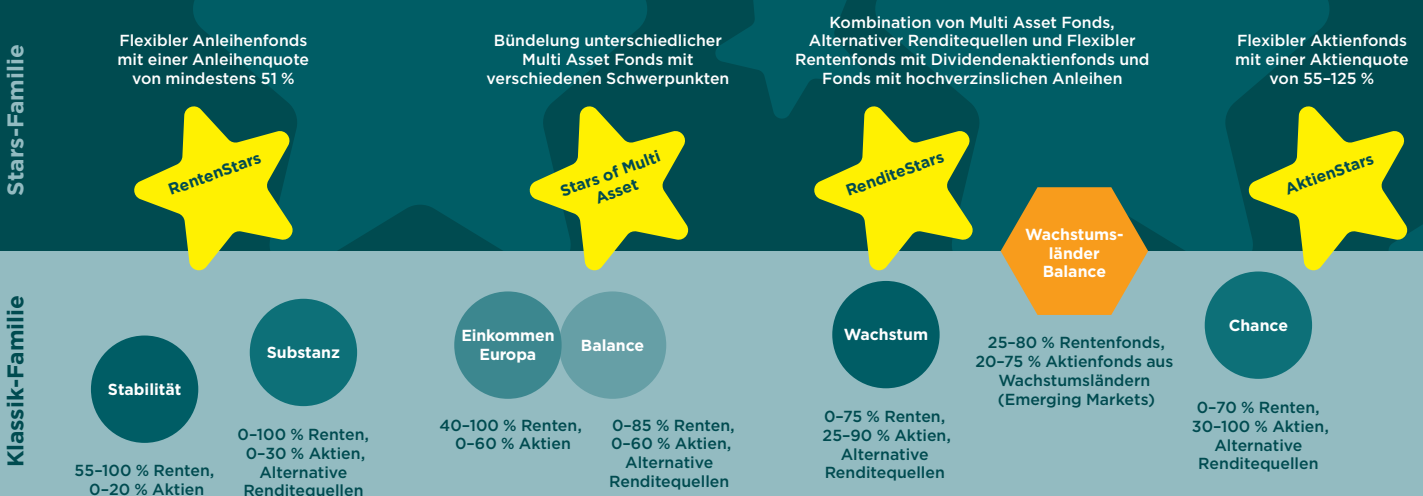 Stars-Familie
Flexibler Anleihenfonds
mit einer Anleihenquote
von mindestens 51 %
RentenStars
Bündelung unterschiedlicher
Multi Asset Fonds mit
verschiedenen Schwerpunkten
Stars of Multi
Asset
Kombination von Multi Asset Fonds,
Alternativer Renditequellen und Flexibler
Rentenfonds mit Dividendenaktienfonds und
Fonds mit hochverzinslichen Anleihen
RenditeStars
Flexibler Aktienfonds
mit einer Aktienquote
von 55–125 %
AktienStars
Wachstums-
länder
Balance
25–80 % Rentenfonds,
20–75 % Aktienfonds aus
Wachstumsländern
(Emerging Markets)
Klassik-Familie
Stabilität
55–100 % Renten,
0–20 % Aktien
Substanz
0–100 % Renten,
0–30 % Aktien,
Alternative
Renditequellen
Einkommen
Europa
40–100 % Renten,
0–60 % Aktien
Balance
0–85 % Renten,
0–60 % Aktien,
Alternative
Renditequellen
Wachstum
0–75 % Renten,
25–90 % Aktien,
Alternative
Renditequellen
Chance
0–70 % Renten,
30–100 % Aktien,
Alternative
Renditequellen